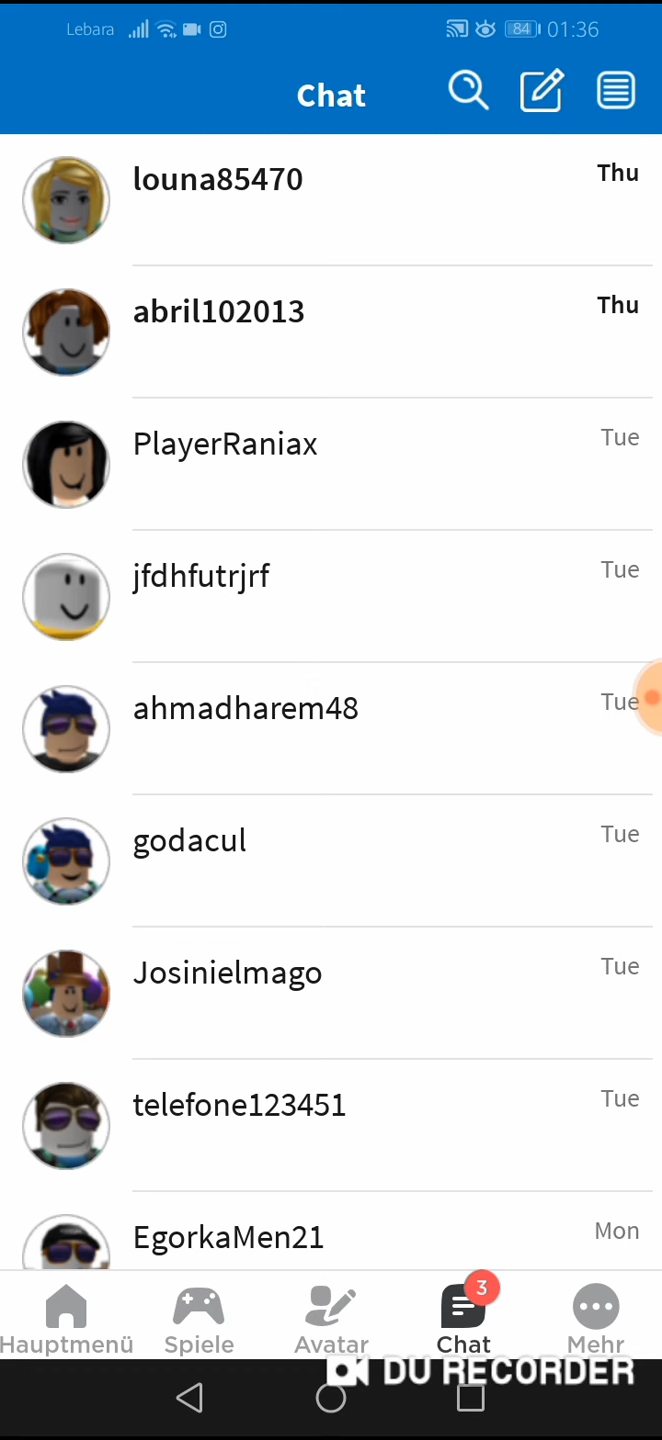 Lebara 84 01:36
Chat
louna85470 Thu
abril102013 Thu
PlayerRaniax Tue
jfdhfutrjrf Tue
ahmadharem48 Tue
godacul Tue
Josinielmago Tue
telefone123451 Tue
EgorkaMen21 Mon
3
Hauptmenü Spiele Avatar Chat Mehr
DU RECORDER